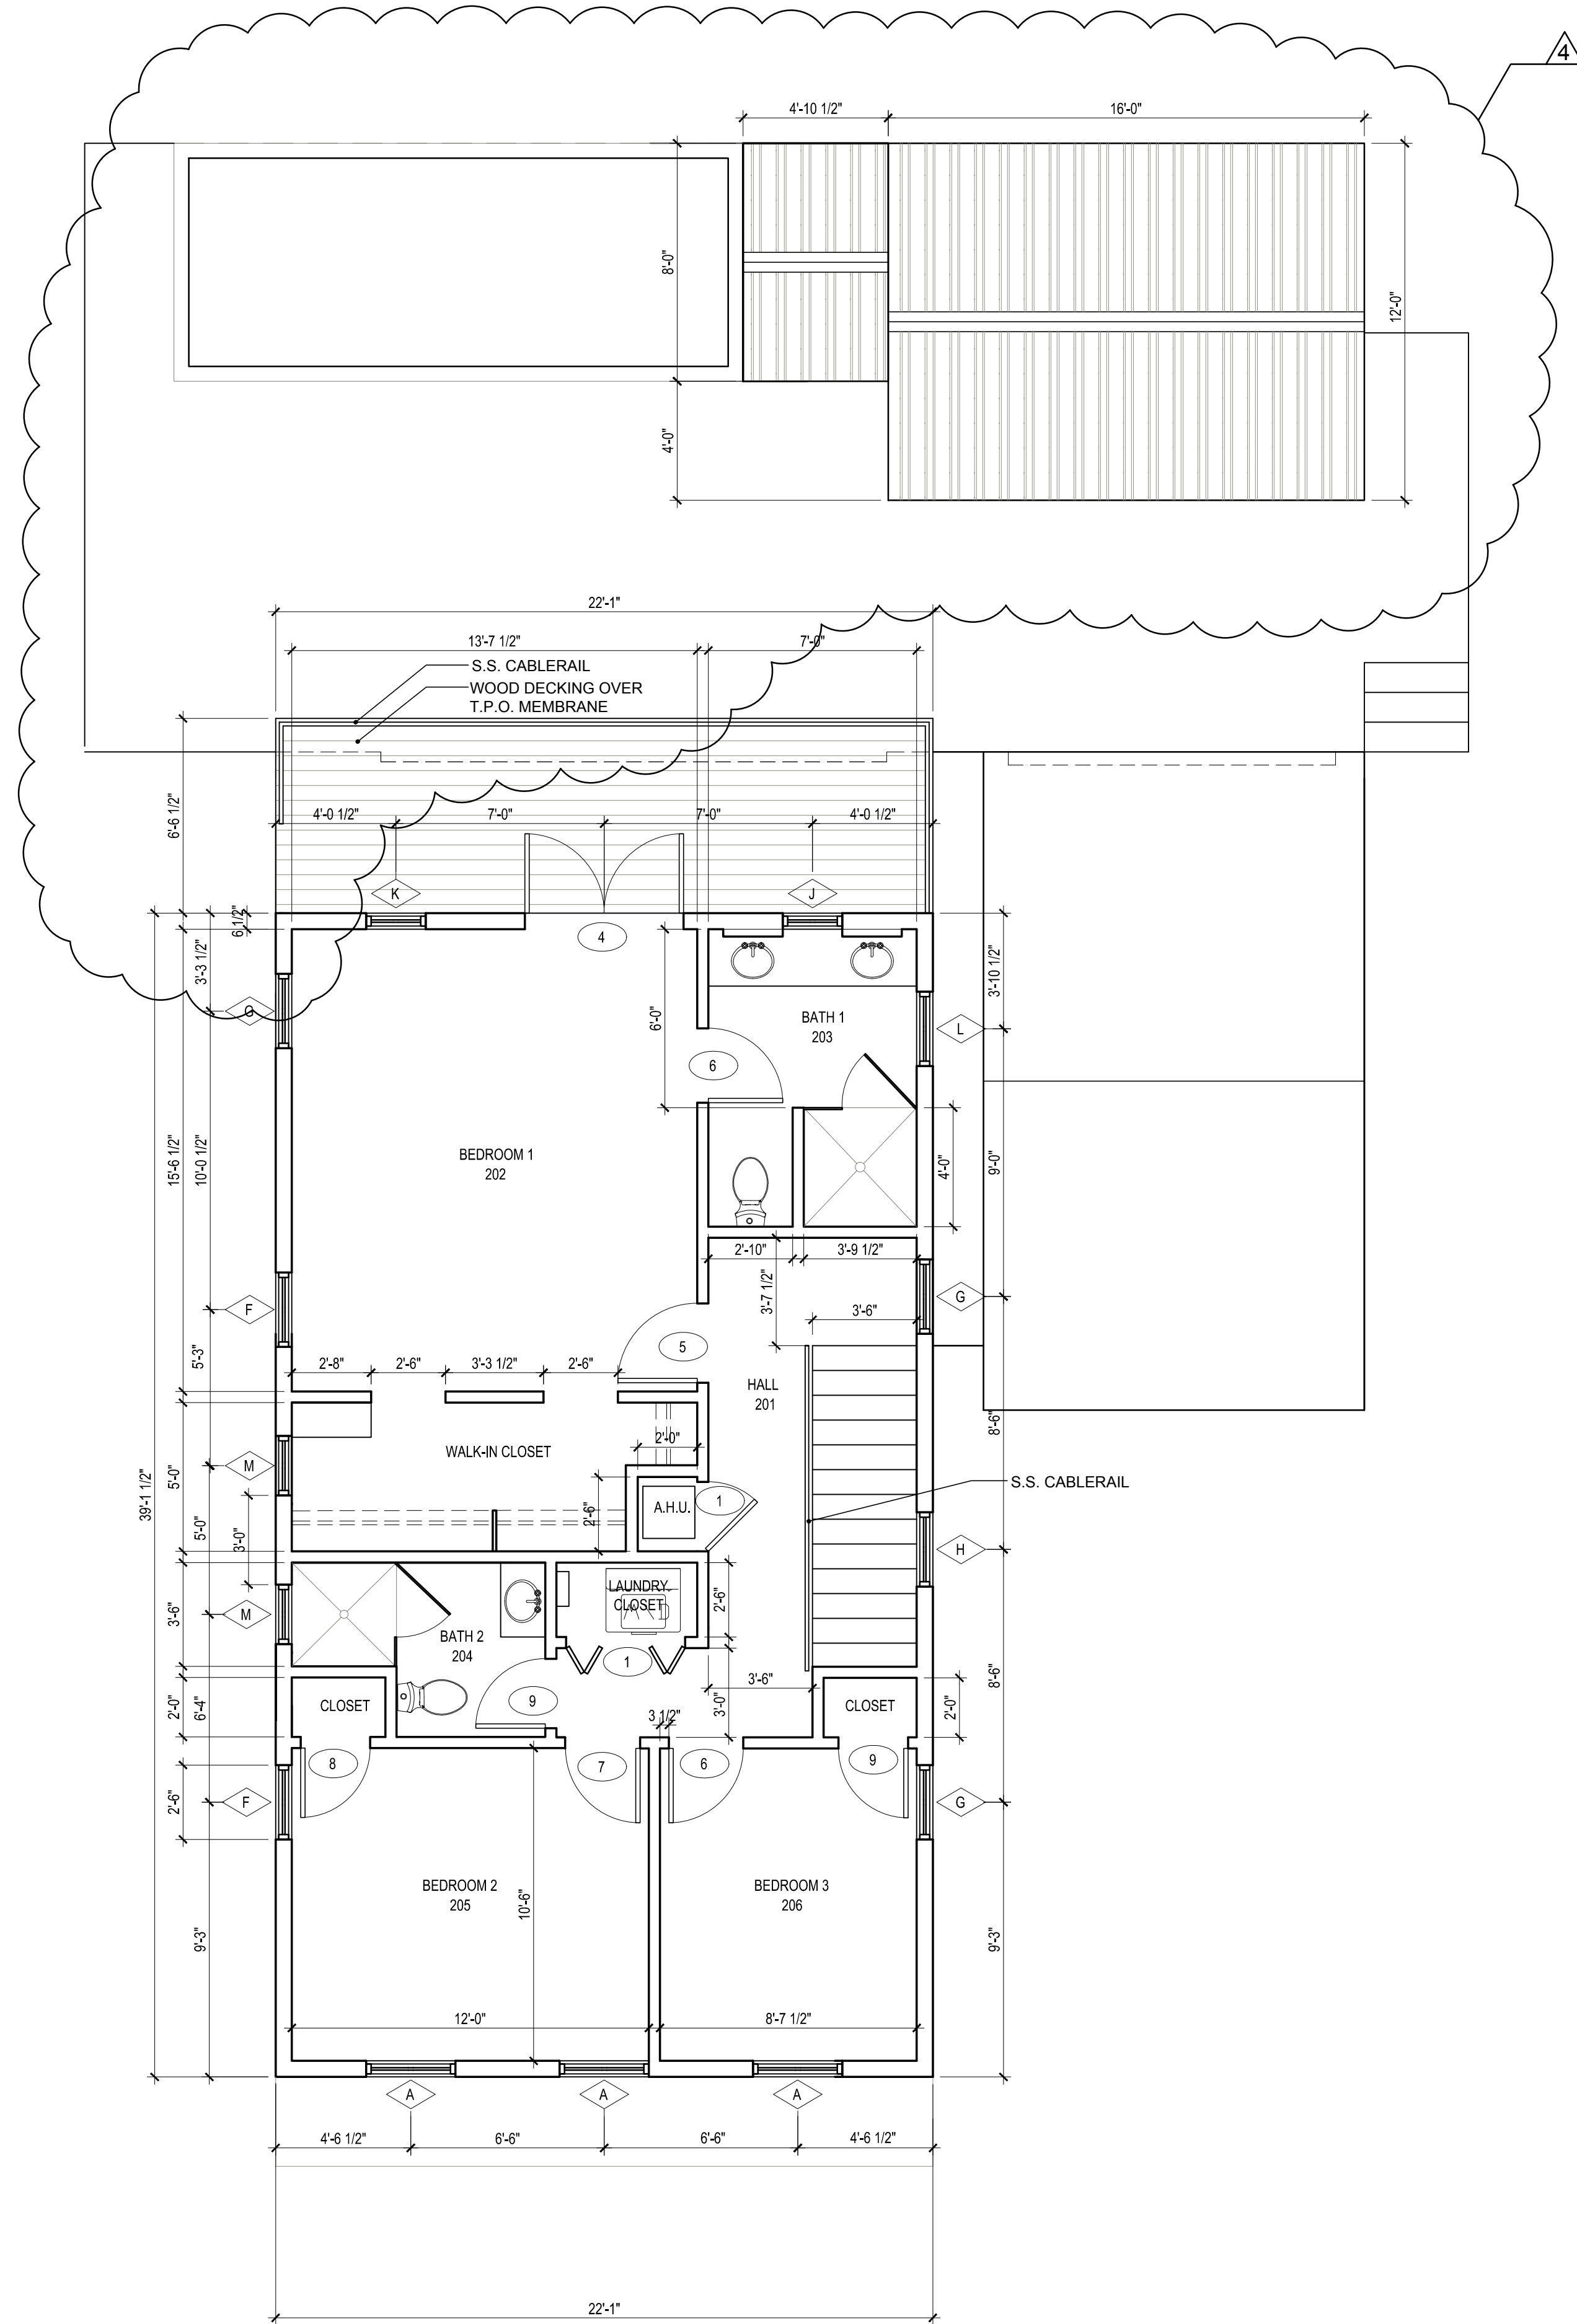 4
4'-10 1/2"
16'-0"
8'-0"
12'-0"
4'-0"
22'-1"
13'-7 1/2"
7'-0"
S.S. CABLERAIL
WOOD DECKING OVER
T.P.O. MEMBRANE
6'-6 1/2"
4'-0 1/2"
7'-0"
7'-0"
4'-0 1/2"
K
J
6 1/2"
4
3'-3 1/2"
3'-10 1/2"
G
6'-0"
BATH 1
203
L
6
BEDROOM 1
202
15'-6 1/2"
10'-0 1/2"
4'-0"
9'-0"
2'-10"
3'-9 1/2"
3'-7 1/2"
F
G
3'-6"
5
5'-3"
2'-8"
2'-6"
3'-3 1/2"
2'-6"
HALL
201
8'-6"
2'-0"
WALK-IN CLOSET
M
5'-0"
39'-1 1/2"
S.S. CABLERAIL
A.H.U.
1
2'-6"
5'-0"
3'-0"
H
LAUNDRY
CLOSET
2'-6"
M
3'-6"
BATH 2
204
1
3'-6"
8'-6"
2'-0"
6'-4"
CLOSET
9
3 1/2"
3'-0"
CLOSET
2'-0"
8
7
6
9
2'-6"
F
G
BEDROOM 2
205
10'-6"
BEDROOM 3
206
9'-3"
9'-3"
12'-0"
8'-7 1/2"
A
A
A
4'-6 1/2"
6'-6"
6'-6"
4'-6 1/2"
22'-1"